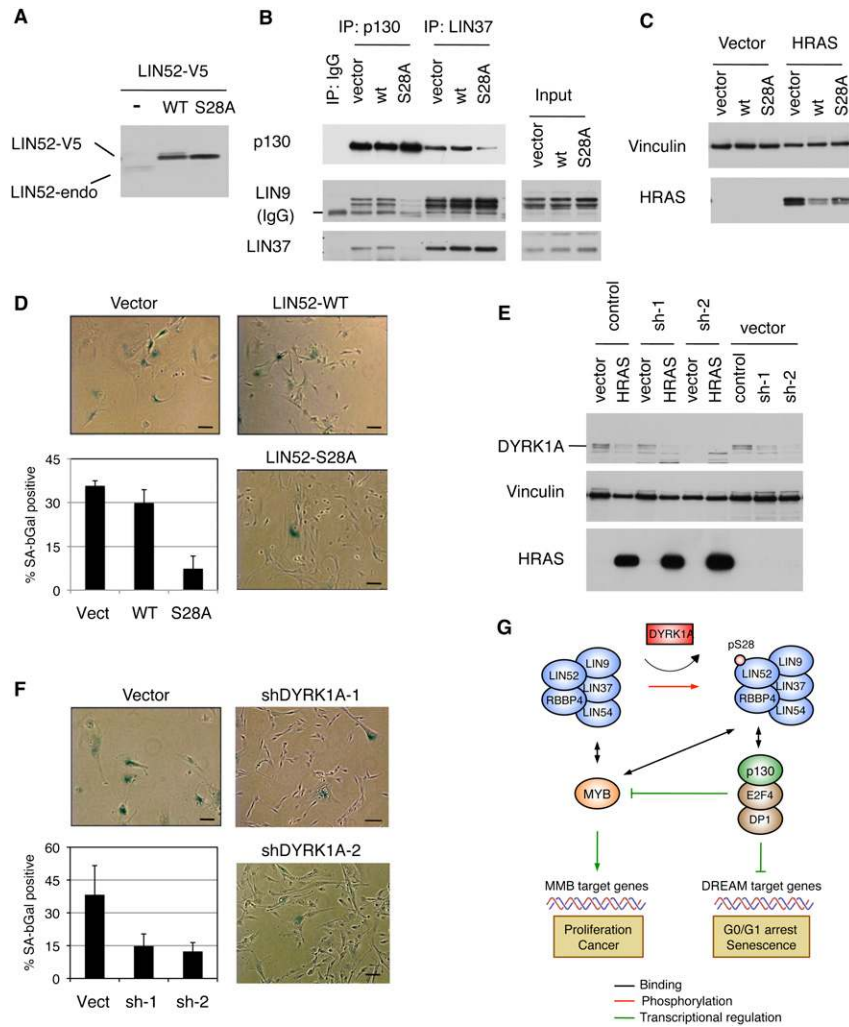 A
LIN52-V5
- WT S28A
LIN52-V5
LIN52-endo
B
IP: p130 IP: LIN37
IP: IgG vector wt S28A vector wt S28A
Input
vector wt S28A
p130
LIN9
(IgG)
LIN37
C
Vector HRAS
vector wt S28A vector wt S28A
Vinculin
HRAS
D
Vector LIN52-WT
LIN52-S28A
% SA-bGal positive
45
30
15
0
Vect WT S28A
E
control sh-1 sh-2 vector
vector HRAS vector HRAS vector HRAS control sh-1 sh-2
DYRK1A
Vinculin
HRAS
F
Vector shDYRK1A-1
shDYRK1A-2
% SA-bGal positive
60
45
30
15
0
Vect sh-1 sh-2
G
DYRK1A
pS28
LIN9 LIN9
LIN52 LIN52
LIN37 LIN37
RBBP4 RBBP4
LIN54 LIN54
p130
MYB E2F4
DP1
MMB target genes DREAM target genes
Proliferation G0/G1 arrest
Cancer Senescence
Binding
Phosphorylation
Transcriptional regulation